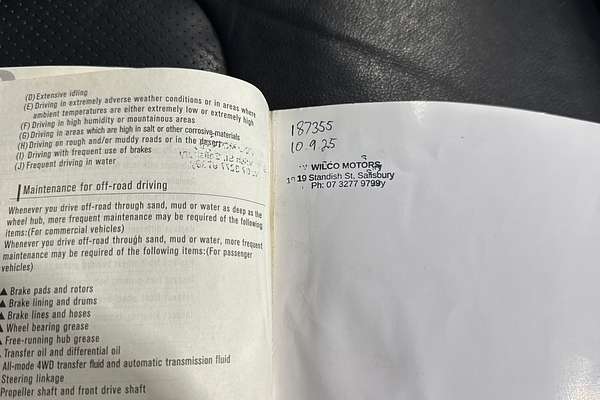 (D) Extensive idling
(E) Driving in extremely adverse weather conditions or in areas where
ambient temperatures are either extremely low or extremely high
(F) Driving in high humidity or mountainous areas
(G) Driving in areas which are high in salt or other corrosive materials
(H) Driving on rough and/or muddy roads or in the desert
(I) Driving with frequent use of brakes
(J) Frequent driving in water
Maintenance for off-road driving
Whenever you drive off-road through sand, mud or water as deep as the
wheel hub, more frequent maintenance may be required of the following
items:(For commercial vehicles)
Whenever you drive off-road through sand, mud or water, more frequent
maintenance may be required of the following items:(For passenger
vehicles)
▲ Brake pads and rotors
▲ Brake lining and drums
▲ Brake lines and hoses
▲ Wheel bearing grease
▲ Free-running hub grease
Transfer oil and differential oil
All-mode 4WD transfer fluid and automatic transmission fluid
Steering linkage
Propeller shaft and front drive shaft
187355
10.9.25
WILCO MOTORS
19 Standish St, Salisbury
Ph: 07 3277 9799